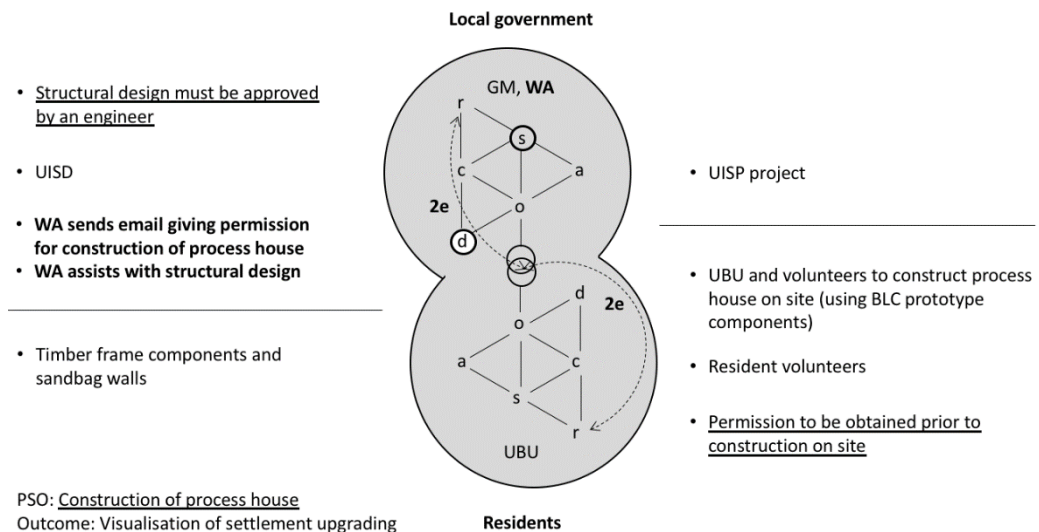 Local government
• Structural design must be approved
by an engineer
• UISD
• WA sends email giving permission
for construction of process house
• WA assists with structural design
• Timber frame components and
sandbag walls
GM, WA
r
s
c
a
2e
o
d
d
2e
o
a
c
s
r
UBU
• UISP project
• UBU and volunteers to construct process
house on site (using BLC prototype
components)
• Resident volunteers
• Permission to be obtained prior to
construction on site
PSO: Construction of process house
Outcome: Visualisation of settlement upgrading
Residents